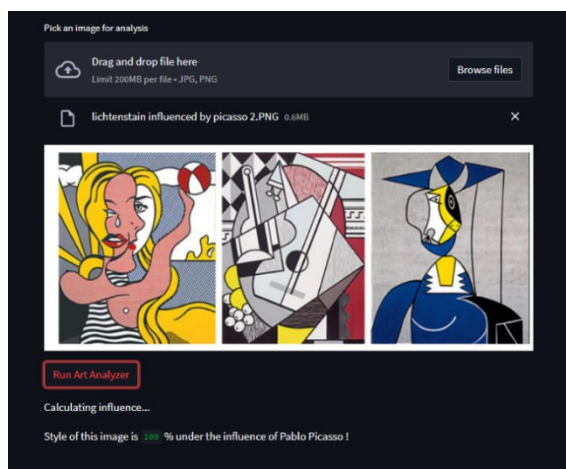 Pick an image for analysis
Drag and drop file here
Limit 200MB per file • JPG, PNG
Browse files
lichtenstain influenced by picasso 2.PNG 0.6MB
Run Art Analyzer
Calculating influence...
Style of this image is 100 % under the influence of Pablo Picasso !